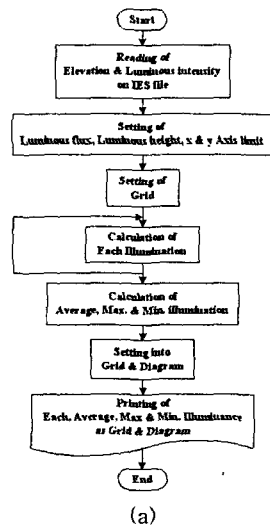 Start
Reading of
Elevation & Luminous intensity
on IES file
Setting of
Luminous flux, Luminous height, x & y Axis limit
Setting of
Grid
Calculation of
Each Illumination
Calculation of
Average, Max. & Min. illumination
Setting into
Grid & Diagram
Printing of
Each, Average, Max & Min. Illuminance
as Grid & Diagram
End
(a)